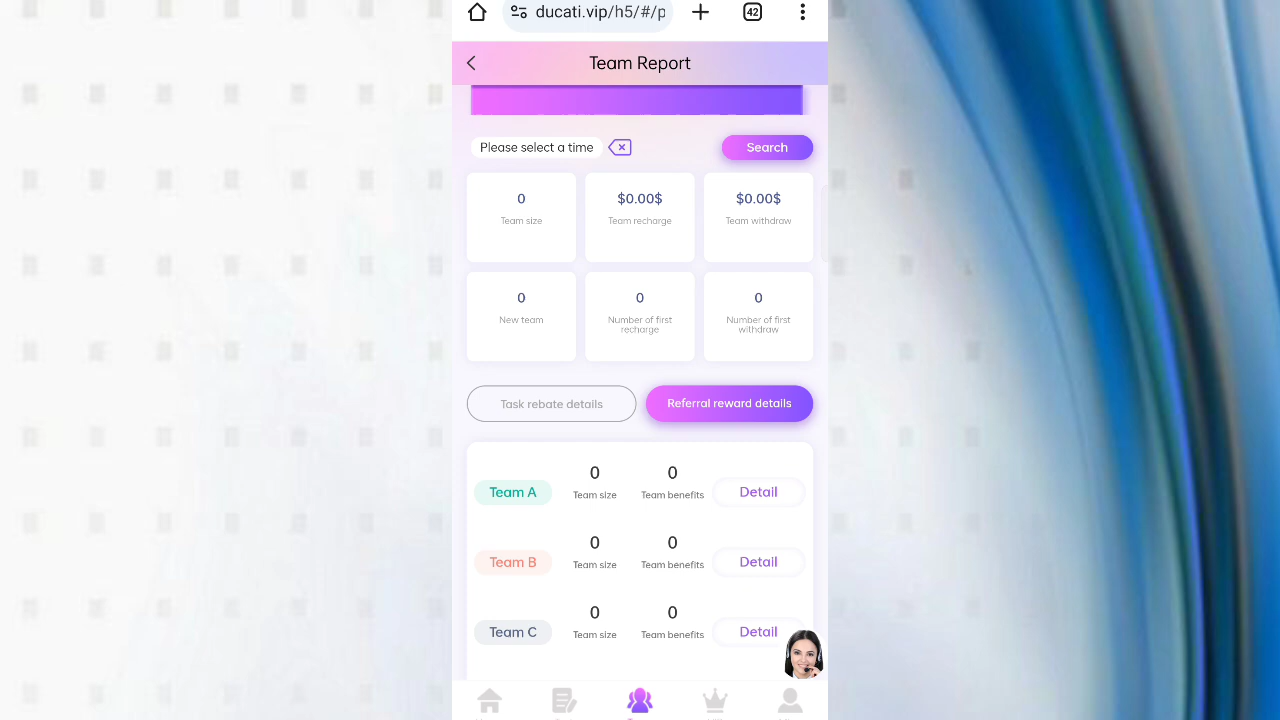 ducati.vip/h5/#/p
42
Team Report
Please select a time
Search
0
Team size
$0.00$
Team recharge
$0.00$
Team withdraw
0
New team
0
Number of first
recharge
0
Number of first
withdraw
Task rebate details
Referral reward details
Team A
0
Team size
0
Team benefits
Detail
Team B
0
Team size
0
Team benefits
Detail
Team C
0
Team size
0
Team benefits
Detail